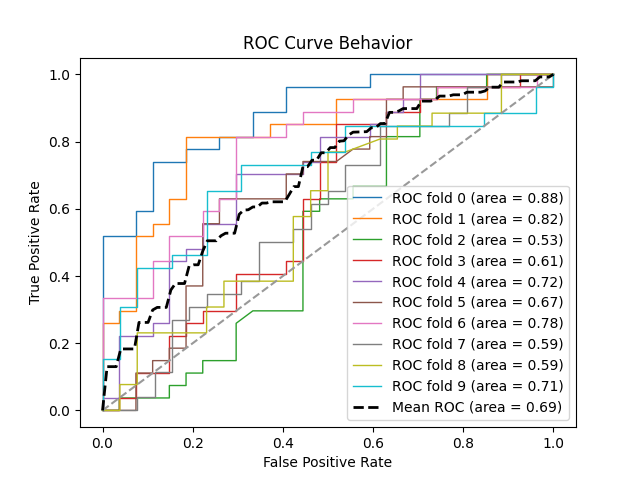 ROC Curve Behavior
True Positive Rate
1.0
0.8
0.6
0.4
0.2
0.0
ROC fold 0 (area = 0.88)
ROC fold 1 (area = 0.82)
ROC fold 2 (area = 0.53)
ROC fold 3 (area = 0.61)
ROC fold 4 (area = 0.72)
ROC fold 5 (area = 0.67)
ROC fold 6 (area = 0.78)
ROC fold 7 (area = 0.59)
ROC fold 8 (area = 0.59)
ROC fold 9 (area = 0.71)
Mean ROC (area = 0.69)
0.0 0.2 0.4 0.6 0.8 1.0
False Positive Rate